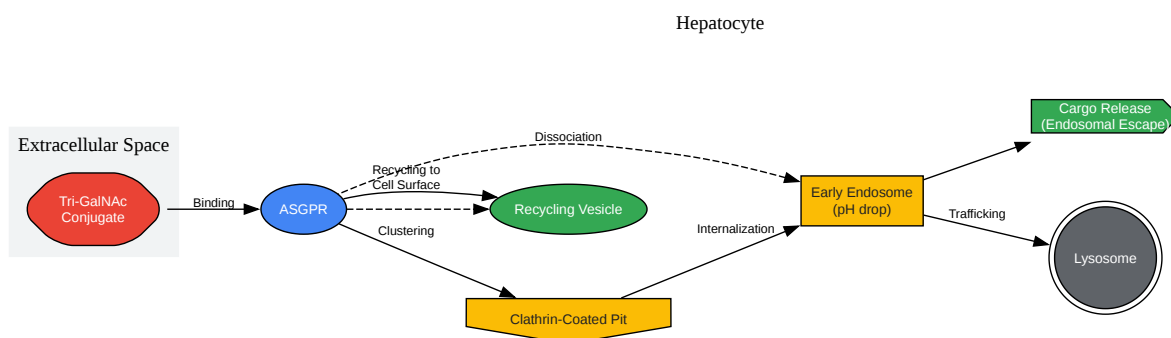 Hepatocyte
Extracellular Space
Tri-GalNAc
Conjugate
Binding
ASGPR
Dissociation
Recycling to
Cell Surface
Recycling Vesicle
Clustering
Clathrin-Coated Pit
Internalization
Early Endosome
(pH drop)
Cargo Release
(Endosomal Escape)
Trafficking
Lysosome